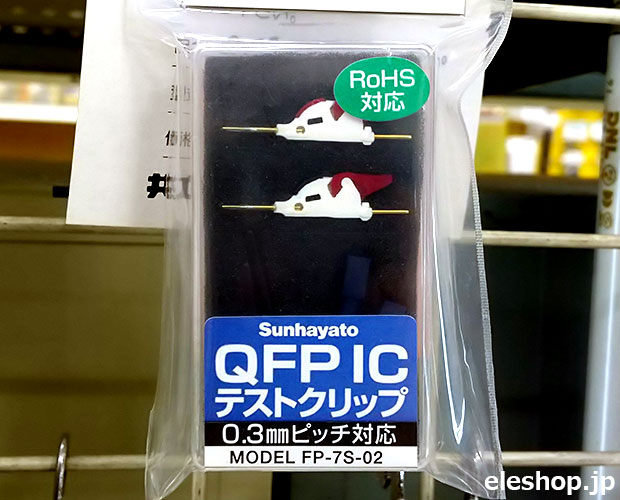 RoHS
対応
Sunhayato
QFP IC
テストクリップ
0.3mmピッチ対応
MODEL FP-7S-02
eleshop.jp